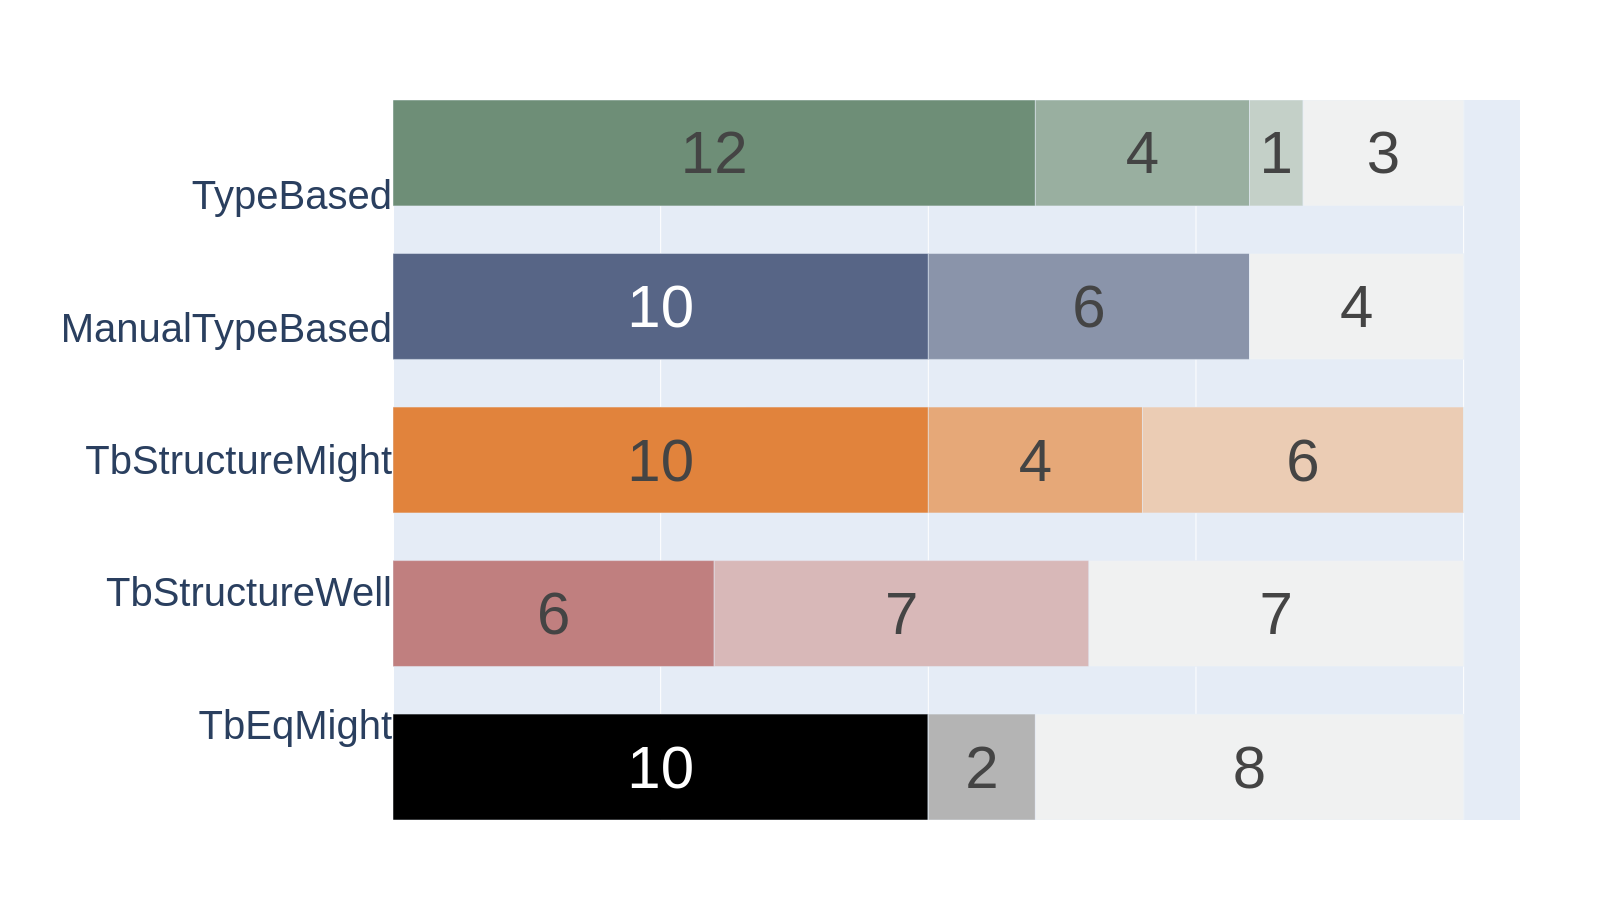 12 4 1 3
TypeBased
10 6 4
ManualTypeBased
10 4 6
TbStructureMight
6 7 7
TbStructureWell
TbEqMight
10 2 8